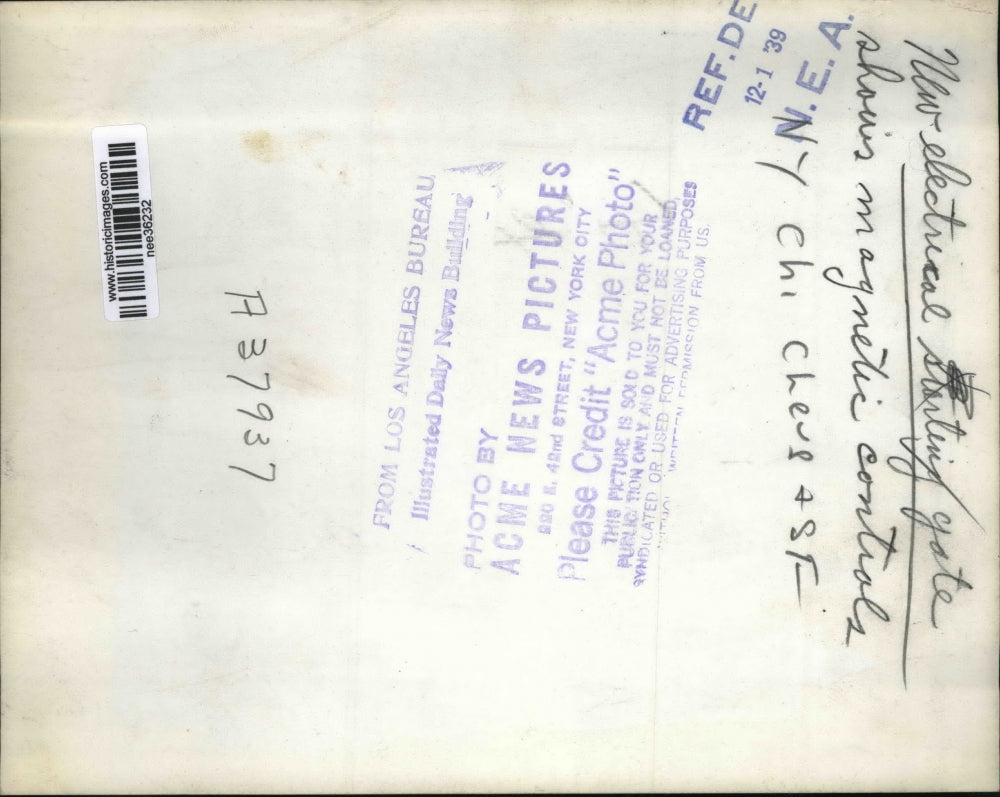 New electrical starting gate
shows magnetic controls
NY Chi Clev & SF
REF. DE
12-1 '39
N. E. A.
FROM LOS ANGELES BUREAU
Illustrated Daily News Building
PHOTO BY
ACME NEWS PICTURES
220 E. 42nd STREET, NEW YORK CITY
Please Credit "Acme Photo"
THIS PICTURE IS SOLD TO YOU FOR YOUR
PUBLICATION ONLY AND MUST NOT BE LOANED,
SYNDICATED OR USED FOR ADVERTISING PURPOSES
WRITTEN PERMISSION FROM US.
A37937
www.historicimages.com
nee36232